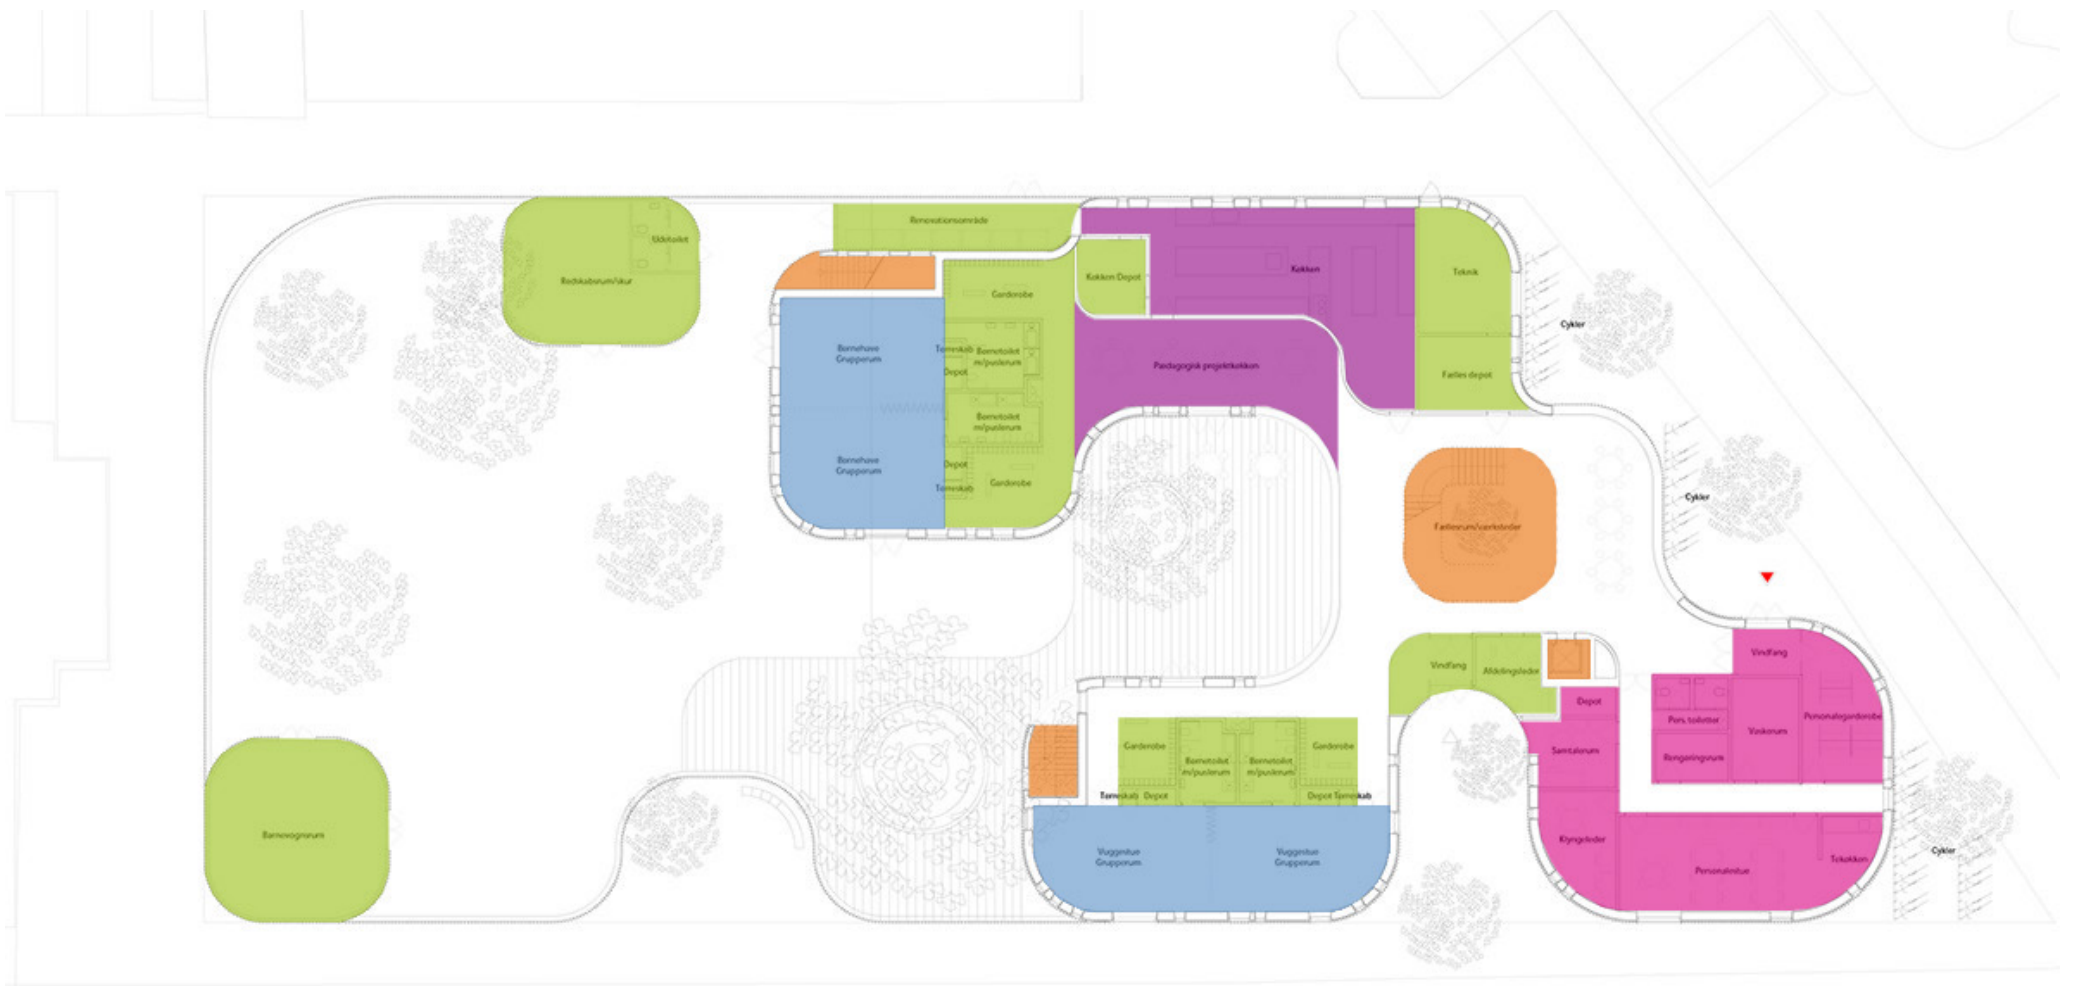 Renovationsområde
Udetoilet
Redskabsrum/skur
Køkken Depot
Køkken
Teknik
Garderobe
Cykler
Børnehave
Grupperum
Tørreskab
Børnetoilet
m/puslerum
Depot
Pædagogisk projektkøkken
Fælles depot
Børnetoilet
m/puslerum
Børnehave
Grupperum
Depot
Tørreskab
Garderobe
Cykler
Fællesrum/værksteder
Vindfang
Afdelingsleder
Vindfang
Depot
Pers. toiletter
Personalegarderobe
Vaskerum
Samtalerum
Rengøringsrum
Garderobe
Børnetoilet
m/puslerum
Børnetoilet
m/puslerum
Garderobe
Tørreskab Depot
Depot Tørreskab
Barnevognsrum
Vuggestue
Grupperum
Vuggestue
Grupperum
Klyngeleder
Personalestue
Tekøkken
Cykler